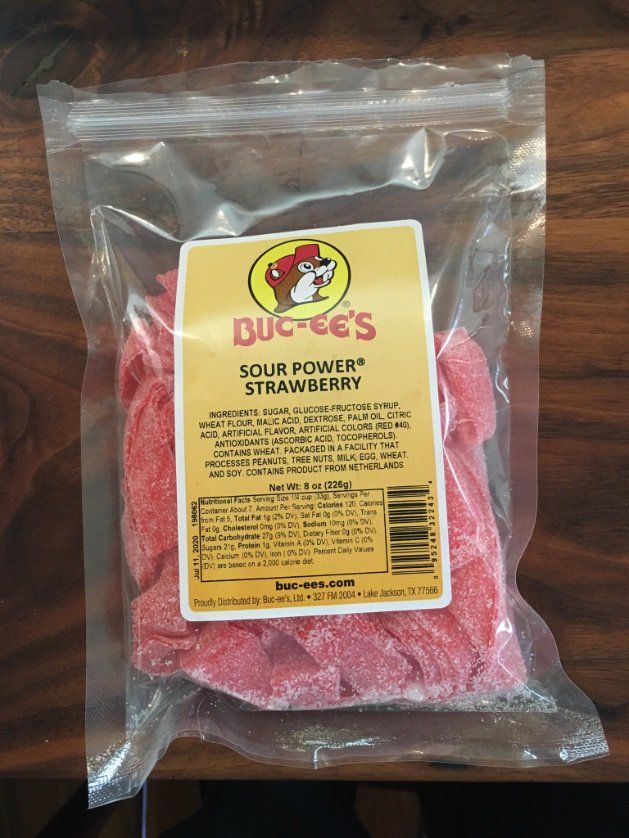 BUC-EE'S®
SOUR POWER®
STRAWBERRY
INGREDIENTS: SUGAR, GLUCOSE-FRUCTOSE SYRUP,
WHEAT FLOUR, MALIC ACID, DEXTROSE, PALM OIL, CITRIC
ACID, ARTIFICIAL FLAVOR, ARTIFICIAL COLORS (RED #40),
ANTIOXIDANTS (ASCORBIC ACID, TOCOPHEROLS).
CONTAINS WHEAT. PACKAGED IN A FACILITY THAT
PROCESSES PEANUTS, TREE NUTS, MILK, EGG, WHEAT,
AND SOY. CONTAINS PRODUCT FROM NETHERLANDS
Net Wt: 8 oz (226g)
Nutritional Facts Serving Size 1/4 cup (33g), Servings Per
Container About 7. Amount Per Serving: Calories 120, Calories
from Fat 5, Total Fat 1g (2% DV), Sat Fat 0g (0% DV), Trans
Fat 0g, Cholesterol 0mg (0% DV), Sodium 10mg (0% DV),
Total Carbohydrate 27g (9% DV), Dietary Fiber 0g (0% DV),
Sugars 21g, Protein 1g, Vitamin A (0% DV), Vitamin C (0%
DV), Calcium (0% DV), Iron (0% DV) Percent Daily Values
(DV) are based on a 2,000 calorie diet.
Jul 11, 2020 198062
0 95248 32243 4
buc-ees.com
Proudly Distributed by: Buc-ee's, Ltd. • 327 FM 2004 • Lake Jackson, TX 77566